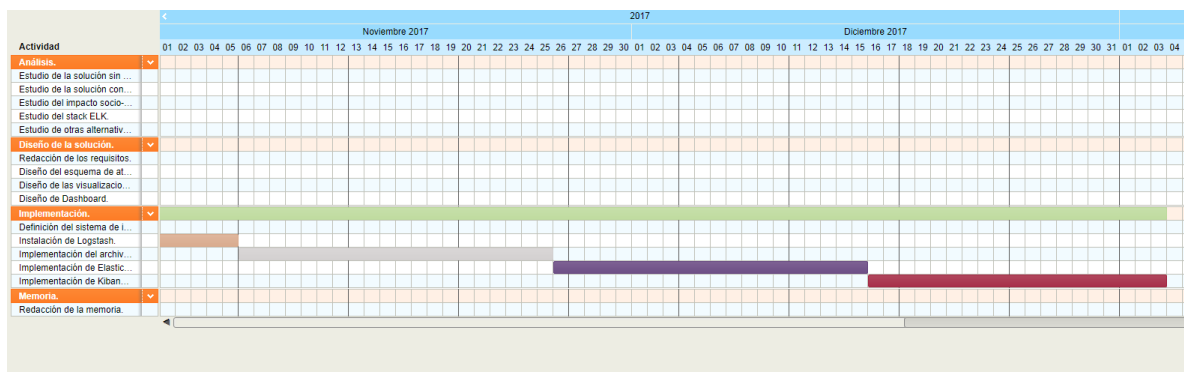 2017
Noviembre 2017 Diciembre 2017
Actividad 01 02 03 04 05 06 07 08 09 10 11 12 13 14 15 16 17 18 19 20 21 22 23 24 25 26 27 28 29 30 01 02 03 04 05 06 07 08 09 10 11 12 13 14 15 16 17 18 19 20 21 22 23 24 25 26 27 28 29 30 31 01 02 03 04
Análisis.
Estudio de la solución sin ...
Estudio de la solución con...
Estudio del impacto socio-...
Estudio del stack ELK.
Estudio de otras alternativ...
Diseño de la solución.
Redacción de los requisitos.
Diseño del esquema de at...
Diseño de las visualizacio...
Diseño de Dashboard.
Implementación.
Definición del sistema de i...
Instalación de Logstash.
Implementación del archiv...
Implementación de Elastic...
Implementación de Kiban...
Memoria.
Redacción de la memoria.